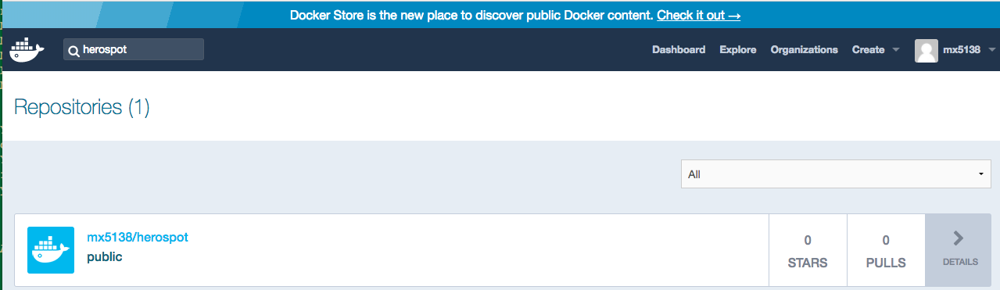 Docker Store is the new place to discover public Docker content. Check it out →
herospot
Dashboard Explore Organizations Create mx5138
Repositories (1)
All
mx5138/herospot
public
0
STARS
0
PULLS
DETAILS